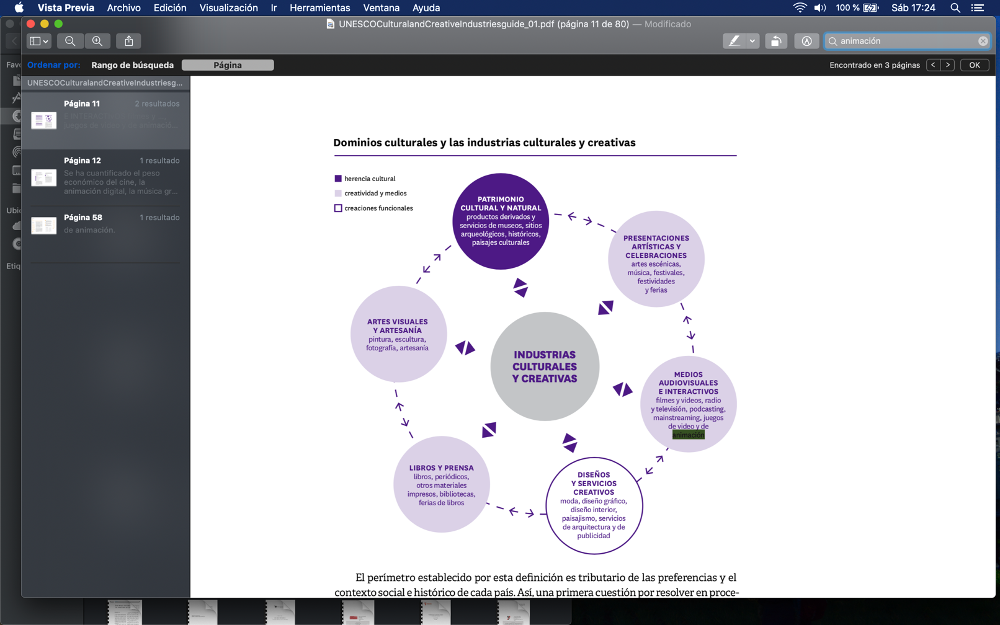 Vista Previa Archivo Edición Visualización Ir Herramientas Ventana Ayuda 100 % Sáb 17:24
UNESCOCulturalandCreativeIndustriesguide_01.pdf (página 11 de 80) — Modificado
animación
Ordenar por: Rango de búsqueda Página Encontrado en 3 páginas < > OK
UNESCOCulturalandCreativeIndustriesg...
Página 11 2 resultados
juegos de video y de animació...
Página 12 1 resultado
Se ha cuantificado el peso
económico del cine, la
animación digital, la música gr...
Página 58 1 resultado
de animación.
Favo
Ubic
Etiq
Dominios culturales y las industrias culturales y creativas
herencia cultural
creatividad y medios
creaciones funcionales
PATRIMONIO
CULTURAL Y NATURAL
productos derivados y
servicios de museos, sitios
arqueológicos, históricos,
paisajes culturales
PRESENTACIONES
ARTÍSTICAS Y
CELEBRACIONES
artes escénicas,
música, festivales,
festividades
y ferias
ARTES VISUALES
Y ARTESANÍA
pintura, escultura,
fotografía, artesanía
INDUSTRIAS
CULTURALES
Y CREATIVAS
MEDIOS
AUDIOVISUALES
E INTERACTIVOS
filmes y videos, radio
y televisión, podcasting,
mainstreaming, juegos
de video y de
animación
LIBROS Y PRENSA
libros, periódicos,
otros materiales
impresos, bibliotecas,
ferias de libros
DISEÑOS
Y SERVICIOS
CREATIVOS
moda, diseño gráfico,
diseño interior,
paisajismo, servicios
de arquitectura y de
publicidad
El perímetro establecido por esta definición es tributario de las preferencias y el
contexto social e histórico de cada país. Así, una primera cuestión por resolver en proce-